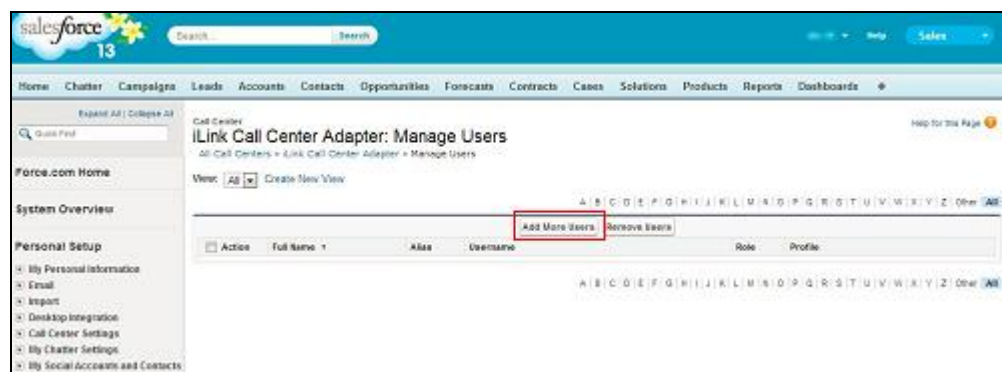 salesforce
13
Search...
Search
Help
Sales
Home Chatter Campaigns Leads Accounts Contacts Opportunities Forecasts Contracts Cases Solutions Products Reports Dashboards +
Expand All | Collapse All
Quick Find
Force.com Home
System Overview
Personal Setup
My Personal Information
Email
Import
Desktop Integration
Call Center Settings
My Chatter Settings
My Social Accounts and Contacts
Call Center
iLink Call Center Adapter: Manage Users
All Call Centers » iLink Call Center Adapter » Manage Users
Help for this Page
View: All Create New View
A | B | C | D | E | F | G | H | I | J | K | L | M | N | O | P | Q | R | S | T | U | V | W | X | Y | Z | Other | All
Add More Users Remove Users
Action Full Name ↑ Alias Username Role Profile
A | B | C | D | E | F | G | H | I | J | K | L | M | N | O | P | Q | R | S | T | U | V | W | X | Y | Z | Other | All